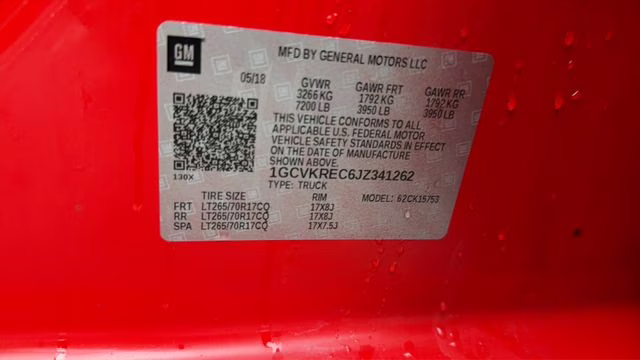 GM
MFD BY GENERAL MOTORS LLC
05/18 GVWR GAWR FRT GAWR RR
3266 KG 1792 KG 1792 KG
7200 LB 3950 LB 3950 LB
THIS VEHICLE CONFORMS TO ALL
APPLICABLE U.S. FEDERAL MOTOR
VEHICLE SAFETY STANDARDS IN EFFECT
ON THE DATE OF MANUFACTURE
SHOWN ABOVE.
130X 1GCVKREC6JZ341262
TYPE: TRUCK
TIRE SIZE RIM MODEL: 62CK15753
FRT LT265/70R17CQ 17X8J
RR LT265/70R17CQ 17X8J
SPA LT265/70R17CQ 17X7.5J